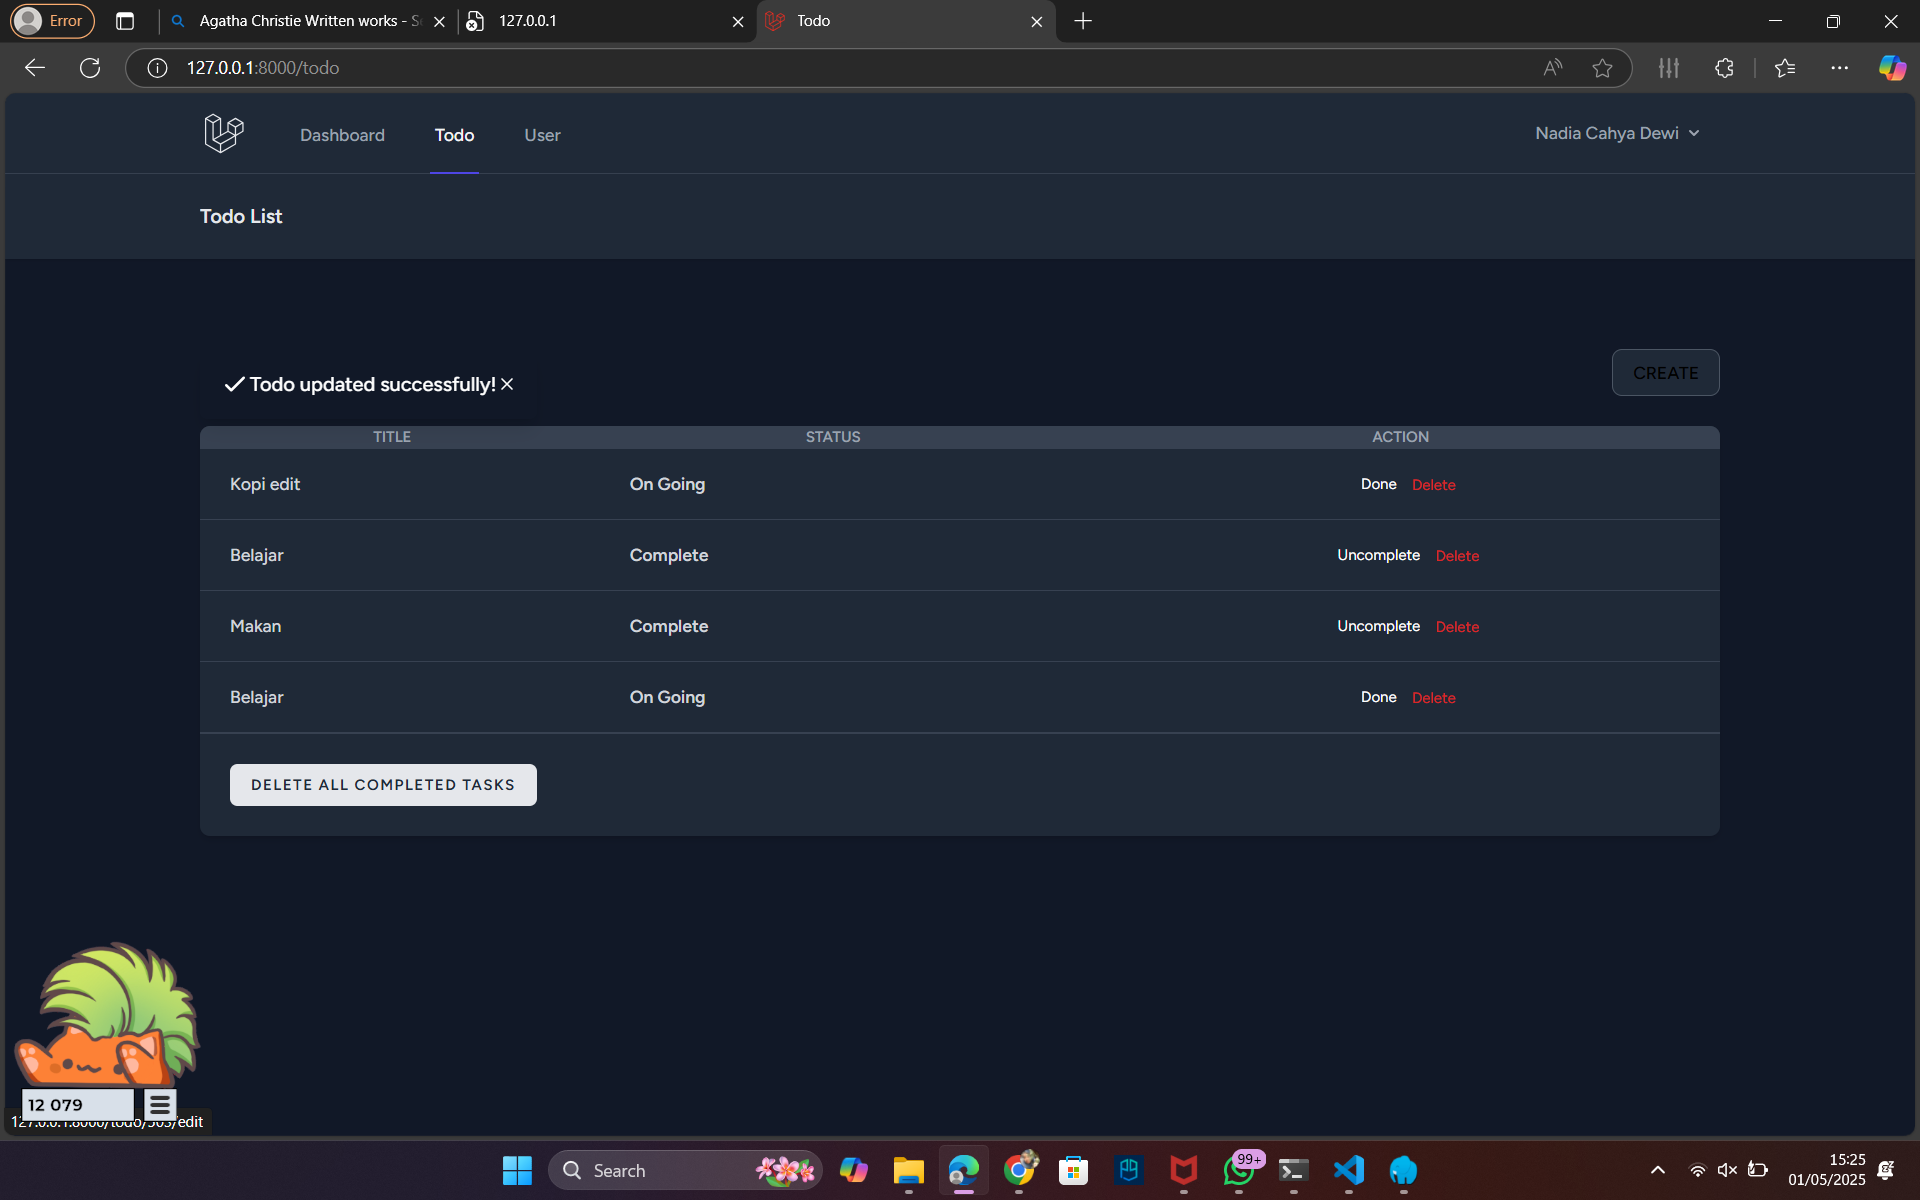 Error
Agatha Christie Written works - Se
127.0.0.1
Todo
127.0.0.1:8000/todo
Dashboard
Todo
User
Nadia Cahya Dewi
Todo List
Todo updated successfully!
CREATE
TITLE STATUS ACTION
Kopi edit On Going Done Delete
Belajar Complete Uncomplete Delete
Makan Complete Uncomplete Delete
Belajar On Going Done Delete
DELETE ALL COMPLETED TASKS
12 079
/edit
Search
99+
15:25
01/05/2025